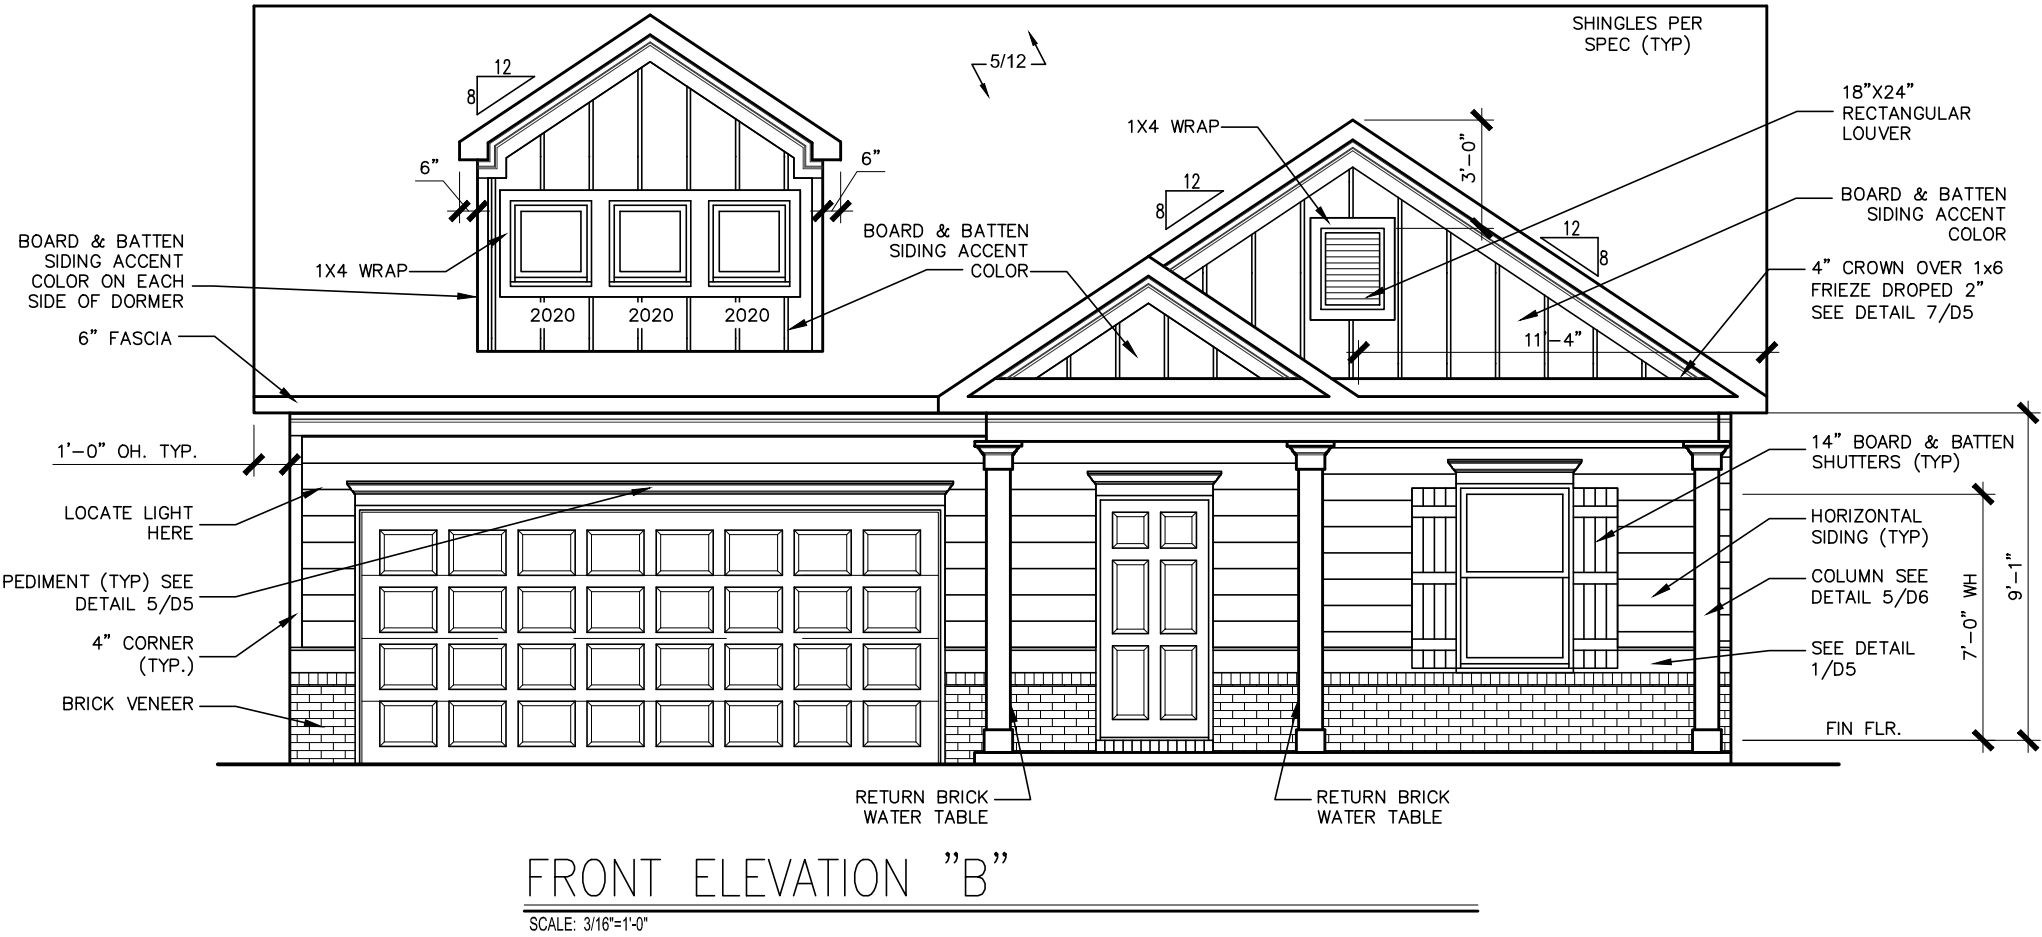 SHINGLES PER
SPEC (TYP)
5/12
12
8
18"X24"
RECTANGULAR
LOUVER
1X4 WRAP
3'-0"
6"
6"
12
8
BOARD & BATTEN
SIDING ACCENT
COLOR
BOARD & BATTEN
SIDING ACCENT
COLOR
12
8
BOARD & BATTEN
SIDING ACCENT
COLOR ON EACH
SIDE OF DORMER
1X4 WRAP
4" CROWN OVER 1x6
FRIEZE DROPED 2"
SEE DETAIL 7/D5
2020
2020
2020
6" FASCIA
11'-4"
1'-0" OH. TYP.
14" BOARD & BATTEN
SHUTTERS (TYP)
LOCATE LIGHT
HERE
HORIZONTAL
SIDING (TYP)
PEDIMENT (TYP) SEE
DETAIL 5/D5
COLUMN SEE
DETAIL 5/D6
7'-0" WH
9'-1"
4" CORNER
(TYP.)
SEE DETAIL
1/D5
BRICK VENEER
FIN FLR.
RETURN BRICK
WATER TABLE
RETURN BRICK
WATER TABLE
FRONT ELEVATION "B"
SCALE: 3/16"=1'-0"